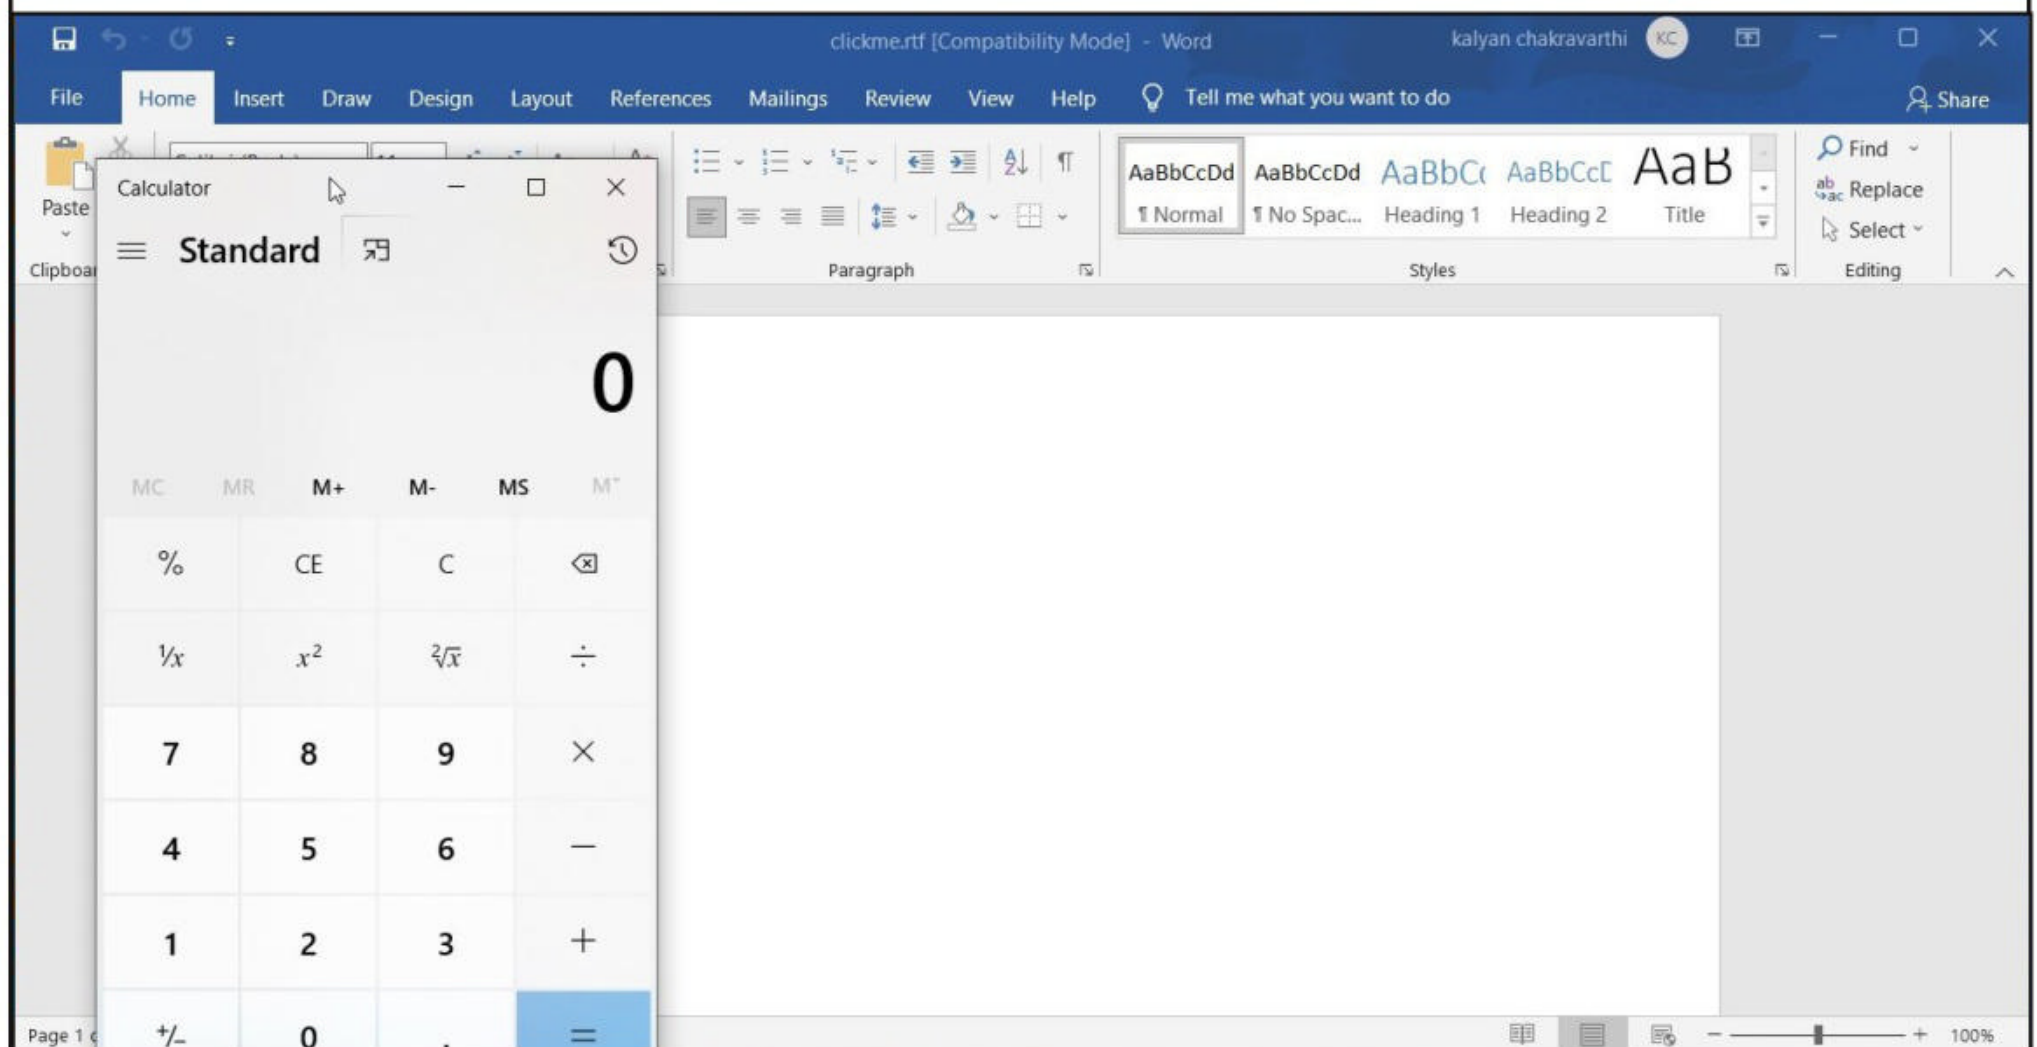 clickme.rtf [Compatibility Mode] - Word
kalyan chakravarthi KC
File Home Insert Draw Design Layout References Mailings Review View Help Tell me what you want to do Share
Paste
Clipboar
Paragraph
AaBbCcDd AaBbCcDd AaBbC( AaBbCcD AaB
¶ Normal ¶ No Spac... Heading 1 Heading 2 Title
Styles
Find
Replace
Select
Editing
Calculator
Standard
0
MC MR M+ M- MS M˅
% CE C
¹/x x² ²√x ÷
7 8 9 ×
4 5 6 −
1 2 3 +
+/− 0 . =
Page 1
100%